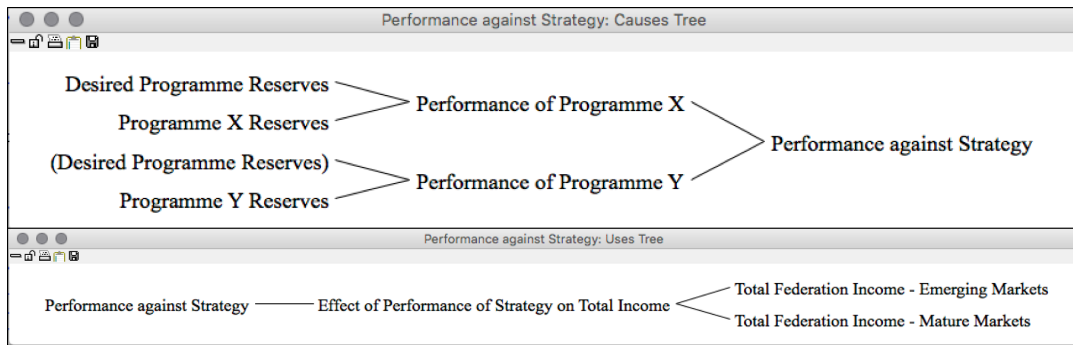 Performance against Strategy: Causes Tree
Desired Programme Reserves
Programme X Reserves
Performance of Programme X
(Desired Programme Reserves)
Programme Y Reserves
Performance of Programme Y
Performance against Strategy
Performance against Strategy: Uses Tree
Performance against Strategy
Effect of Performance of Strategy on Total Income
Total Federation Income - Emerging Markets
Total Federation Income - Mature Markets